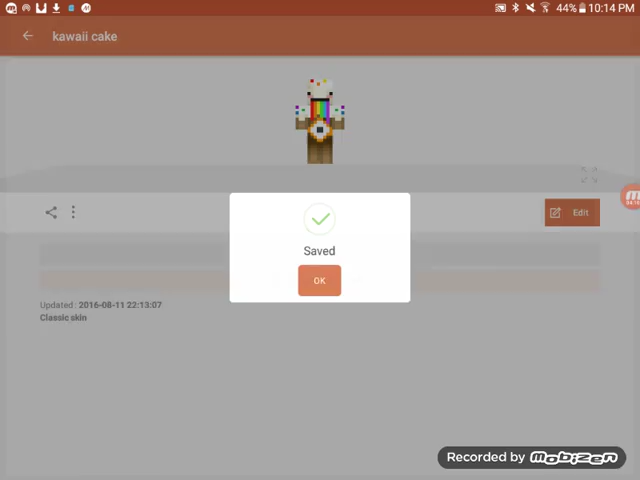 44% 10:14 PM
kawaii cake
Edit
Saved
OK
Updated : 2016-08-11 22:13:07
Classic skin
Recorded by MOBIZEN